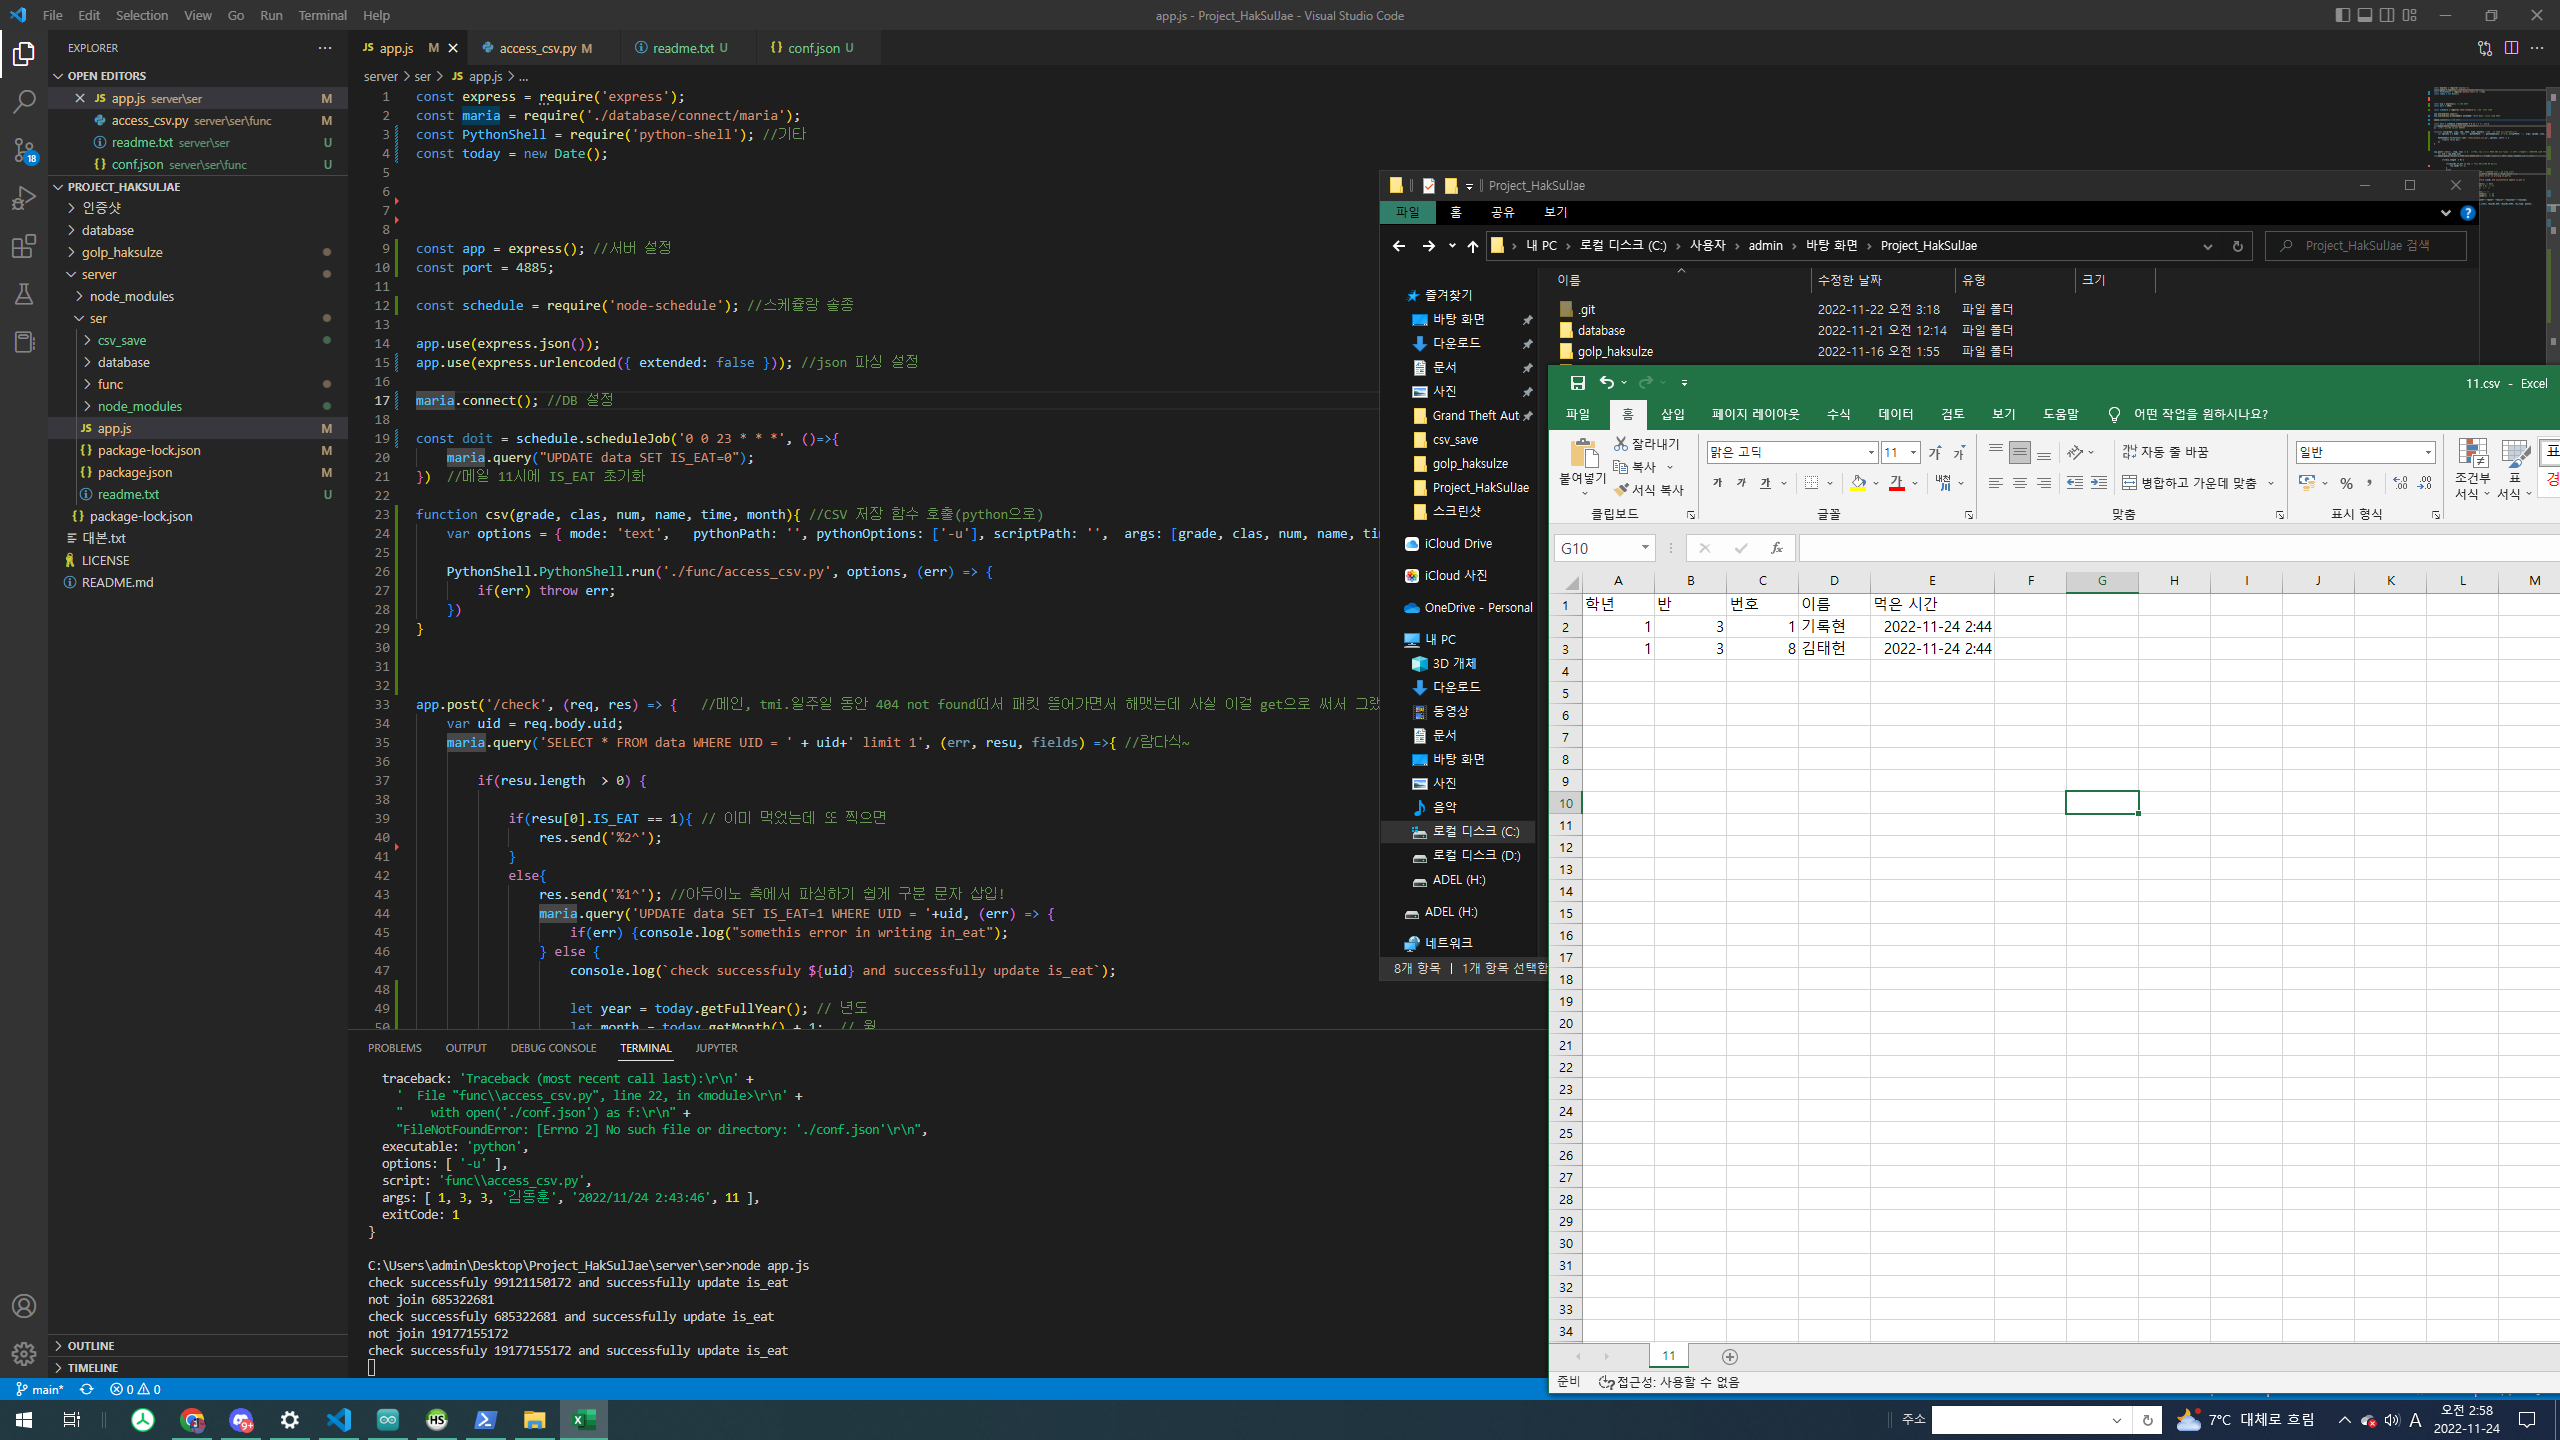 File Edit Selection View Go Run Terminal Help
app.js - Project_HakSulJae - Visual Studio Code
EXPLORER
OPEN EDITORS
app.js server\ser M
access_csv.py server\ser\func M
readme.txt server\ser U
conf.json server\ser\func U
PROJECT_HAKSULJAE
인증샷
database
golp_haksulze
server
node_modules
ser
csv_save
database
func
node_modules
app.js M
package-lock.json M
package.json M
readme.txt U
package-lock.json
대본.txt
LICENSE
README.md
OUTLINE
TIMELINE
app.js M access_csv.py M readme.txt U conf.json U
server > ser > JS app.js > ...
1 const express = require('express');
2 const maria = require('./database/connect/maria');
3 const PythonShell = require('python-shell'); //기타
4 const today = new Date();
5
6
7
8
9 const app = express(); //서버 설정
10 const port = 4885;
11
12 const schedule = require('node-schedule'); //스케쥴랑 솔종
13
14 app.use(express.json());
15 app.use(express.urlencoded({ extended: false })); //json 파싱 설정
16
17 maria.connect(); //DB 설정
18
19 const doit = schedule.scheduleJob('0 0 23 * * *', ()=>{
20 maria.query("UPDATE data SET IS_EAT=0");
21 }) //메일 11시에 IS_EAT 초기화
22
23 function csv(grade, clas, num, name, time, month){ //CSV 저장 함수 호출(python으로)
24 var options = { mode: 'text', pythonPath: '', pythonOptions: ['-u'], scriptPath: '', args: [grade, clas, num, name, tim
25
26 PythonShell.PythonShell.run('./func/access_csv.py', options, (err) => {
27 if(err) throw err;
28 })
29 }
30
31
32
33 app.post('/check', (req, res) => { //메인, tmi.일주일 동안 404 not found떠서 패킷 뜯어가면서 해맷는데 사실 이걸 get으로 써서 그랬
34 var uid = req.body.uid;
35 maria.query('SELECT * FROM data WHERE UID = ' + uid+' limit 1', (err, resu, fields) =>{ //람다식~
36
37 if(resu.length > 0) {
38
39 if(resu[0].IS_EAT == 1){ // 이미 먹었는데 또 찍으면
40 res.send('%2^');
41 }
42 else{
43 res.send('%1^'); //아두이노 측에서 파싱하기 쉽게 구분 문자 삽입!
44 maria.query('UPDATE data SET IS_EAT=1 WHERE UID = '+uid, (err) => {
45 if(err) {console.log("somethis error in writing in_eat");
46 } else {
47 console.log(`check successfuly ${uid} and successfully update is_eat`);
48
49 let year = today.getFullYear(); // 년도
50 let month = today.getMonth() + 1; // 월
PROBLEMS OUTPUT DEBUG CONSOLE TERMINAL JUPYTER
traceback: 'Traceback (most recent call last):\r\n' +
' File "func\\access_csv.py", line 22, in <module>\r\n' +
" with open('./conf.json') as f:\r\n" +
"FileNotFoundError: [Errno 2] No such file or directory: './conf.json'\r\n",
executable: 'python',
options: [ '-u' ],
script: 'func\\access_csv.py',
args: [ 1, 3, 3, '김동훈', '2022/11/24 2:43:46', 11 ],
exitCode: 1
}
C:\Users\admin\Desktop\Project_HakSulJae\server\ser>node app.js
check successfuly 99121150172 and successfully update is_eat
not join 685322681
check successfuly 685322681 and successfully update is_eat
not join 19177155172
check successfuly 19177155172 and successfully update is_eat
main* 0 0
Project_HakSulJae
파일 홈 공유 보기
내 PC > 로컬 디스크 (C:) > 사용자 > admin > 바탕 화면 > Project_HakSulJae
Project_HakSulJae 검색
이름 수정한 날짜 유형 크기
.git 2022-11-22 오전 3:18 파일 폴더
database 2022-11-21 오전 12:14 파일 폴더
golp_haksulze 2022-11-16 오전 1:55 파일 폴더
즐겨찾기
바탕 화면
다운로드
문서
사진
Grand Theft Aut
csv_save
golp_haksulze
Project_HakSulJae
스크린샷
iCloud Drive
iCloud 사진
OneDrive - Personal
내 PC
3D 개체
다운로드
동영상
문서
바탕 화면
사진
음악
로컬 디스크 (C:)
로컬 디스크 (D:)
ADEL (H:)
ADEL (H:)
네트워크
8개 항목 1개 항목 선택함
11.csv - Excel
파일 홈 삽입 페이지 레이아웃 수식 데이터 검토 보기 도움말 어떤 작업을 원하시나요?
붙여넣기 잘라내기 복사 서식 복사
맑은 고딕 11
가 가 가 가 가 내천
자동 줄 바꿈
병합하고 가운데 맞춤
일반
조건부 서식 표 서식
클립보드 글꼴 맞춤 표시 형식
G10 fx
A B C D E F G H I J K L M
1 학년 반 번호 이름 먹은 시간
2 1 3 1 기록현 2022-11-24 2:44
3 1 3 8 김태헌 2022-11-24 2:44
4
5
6
7
8
9
10
11
12
13
14
15
16
17
18
19
20
21
22
23
24
25
26
27
28
29
30
31
32
33
34
11
준비 접근성: 사용할 수 없음
주소
7°C 대체로 흐림
A
오전 2:58
2022-11-24